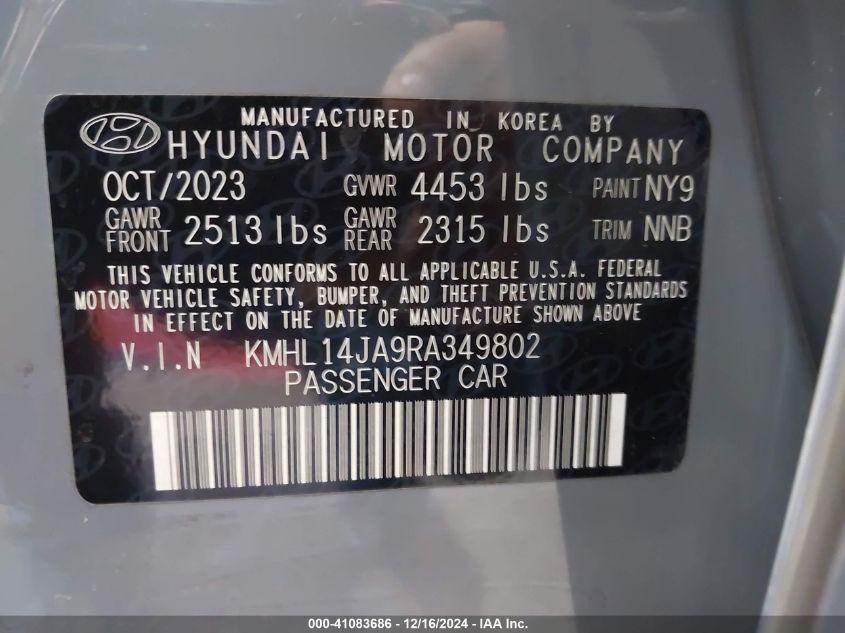 MANUFACTURED IN KOREA BY
HYUNDAI MOTOR COMPANY
OCT/2023 GVWR 4453 lbs PAINT NY9
GAWR FRONT 2513 lbs GAWR REAR 2315 lbs TRIM NNB
THIS VEHICLE CONFORMS TO ALL APPLICABLE U.S.A. FEDERAL
MOTOR VEHICLE SAFETY, BUMPER, AND THEFT PREVENTION STANDARDS
IN EFFECT ON THE DATE OF MANUFACTURE SHOWN ABOVE
V.I.N KMHL14JA9RA349802
PASSENGER CAR
000-41083686 - 12/16/2024 - IAA Inc.